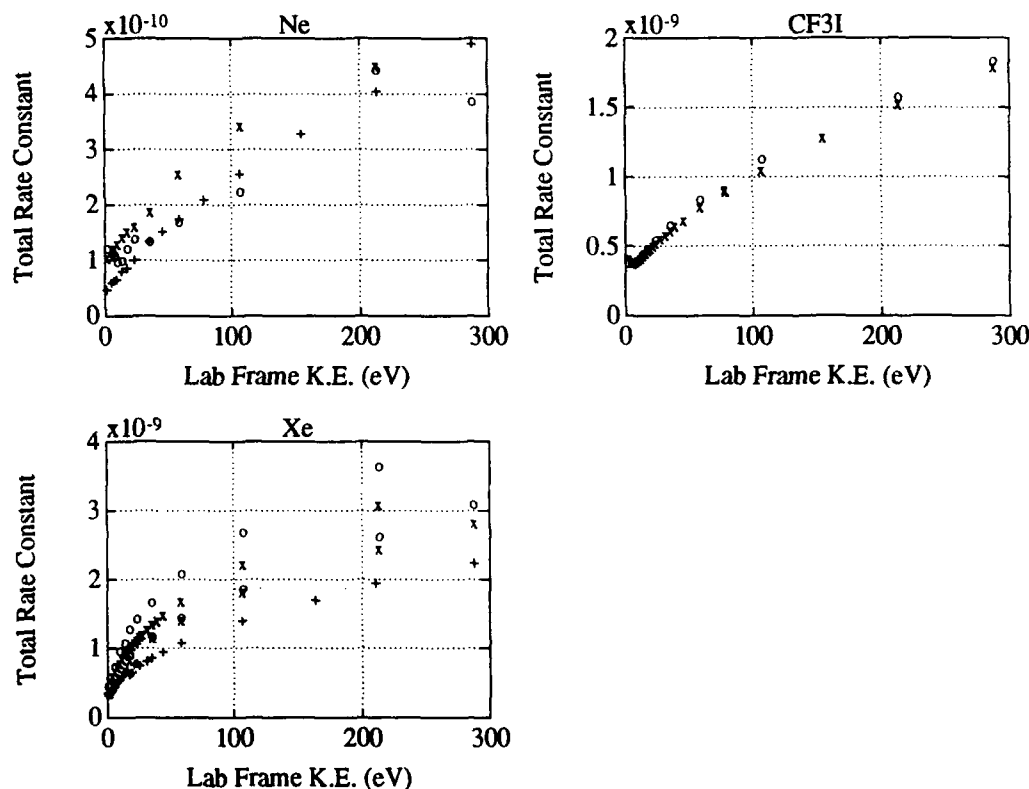 x10-10
Ne
5
4
3
2
1
0
Total Rate Constant
0
100
200
300
Lab Frame K.E. (eV)
x10-9
CF3I
2
1.5
1
0.5
0
Total Rate Constant
0
100
200
300
Lab Frame K.E. (eV)
x10-9
Xe
4
3
2
1
0
Total Rate Constant
0
100
200
300
Lab Frame K.E. (eV)